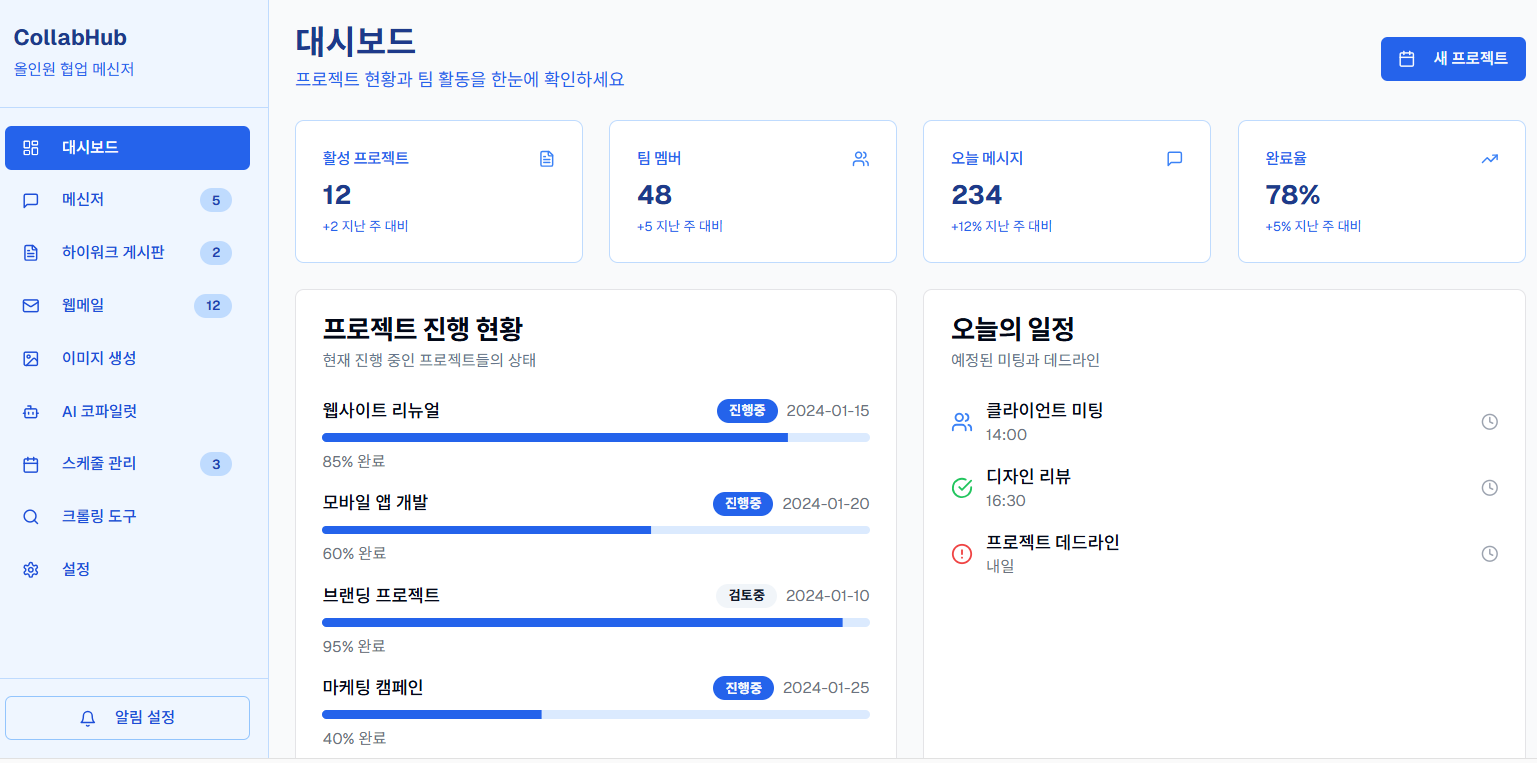 CollabHub
올인원 협업 메신저
대시보드
메신저 5
하이워크 게시판 2
웹메일 12
이미지 생성
AI 코파일럿
스케줄 관리 3
크롤링 도구
설정
알림 설정
대시보드
프로젝트 현황과 팀 활동을 한눈에 확인하세요
새 프로젝트
활성 프로젝트
12
+2 지난 주 대비
팀 멤버
48
+5 지난 주 대비
오늘 메시지
234
+12% 지난 주 대비
완료율
78%
+5% 지난 주 대비
프로젝트 진행 현황
현재 진행 중인 프로젝트들의 상태
웹사이트 리뉴얼 진행중 2024-01-15
85% 완료
모바일 앱 개발 진행중 2024-01-20
60% 완료
브랜딩 프로젝트 검토중 2024-01-10
95% 완료
마케팅 캠페인 진행중 2024-01-25
40% 완료
오늘의 일정
예정된 미팅과 데드라인
클라이언트 미팅
14:00
디자인 리뷰
16:30
프로젝트 데드라인
내일